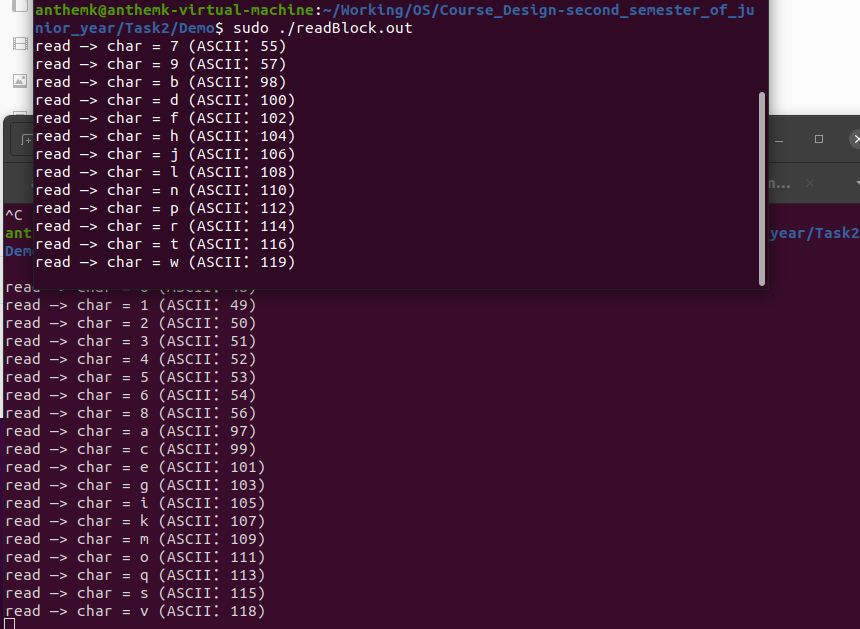 anthemk@anthemk-virtual-machine:~/Working/OS/Course_Design-second_semester_of_ju
nior_year/Task2/Demo$ sudo ./readBlock.out
read —> char = 7 (ASCII: 55)
read —> char = 9 (ASCII: 57)
read —> char = b (ASCII: 98)
read —> char = d (ASCII: 100)
read —> char = f (ASCII: 102)
read —> char = h (ASCII: 104)
read —> char = j (ASCII: 106)
read —> char = l (ASCII: 108)
read —> char = n (ASCII: 110)
read —> char = p (ASCII: 112)
read —> char = r (ASCII: 114)
read —> char = t (ASCII: 116)
read —> char = w (ASCII: 119)
n...
^C
ant
_year/Task2
Dem
read —> char = 0 (ASCII: 48)
read —> char = 1 (ASCII: 49)
read —> char = 2 (ASCII: 50)
read —> char = 3 (ASCII: 51)
read —> char = 4 (ASCII: 52)
read —> char = 5 (ASCII: 53)
read —> char = 6 (ASCII: 54)
read —> char = 8 (ASCII: 56)
read —> char = a (ASCII: 97)
read —> char = c (ASCII: 99)
read —> char = e (ASCII: 101)
read —> char = g (ASCII: 103)
read —> char = i (ASCII: 105)
read —> char = k (ASCII: 107)
read —> char = m (ASCII: 109)
read —> char = o (ASCII: 111)
read —> char = q (ASCII: 113)
read —> char = s (ASCII: 115)
read —> char = v (ASCII: 118)